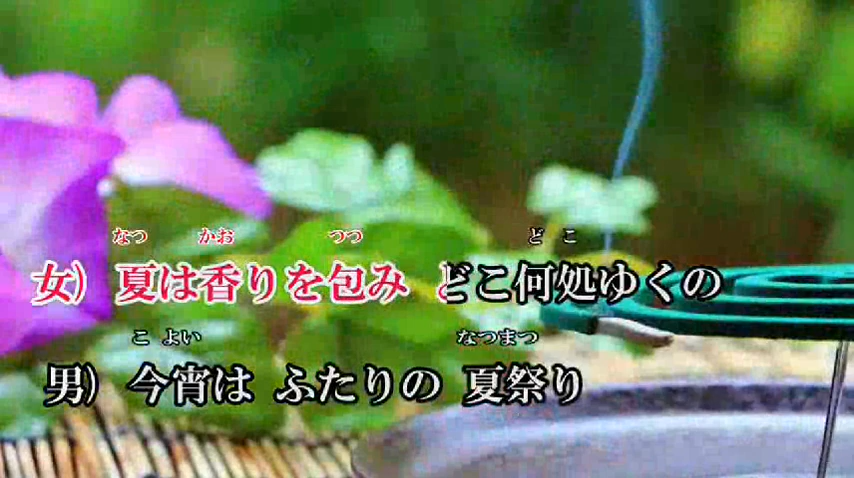 なつ かお つつ ど こ
女) 夏は香りを包み どこ何処ゆくの
こ よい なつまつ
男) 今宵は ふたりの 夏祭り